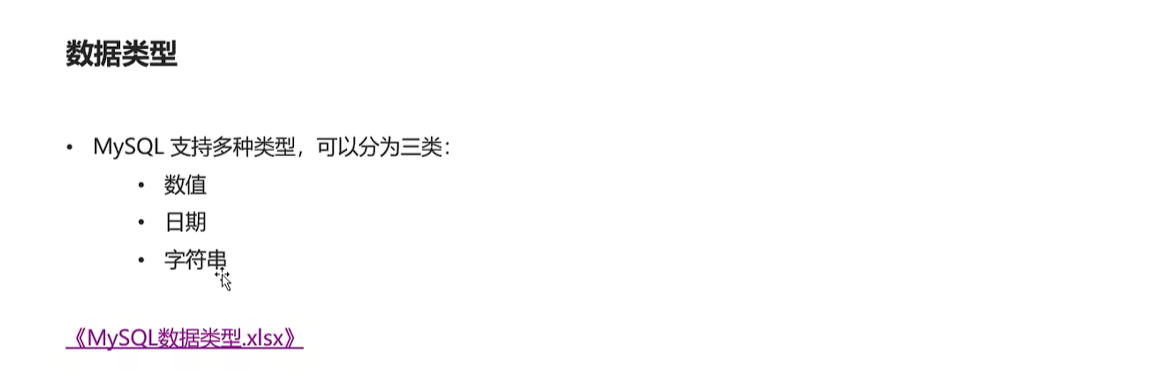 数据类型
• MySQL 支持多种类型，可以分为三类：
• 数值
• 日期
• 字符串
《MySQL数据类型.xlsx》